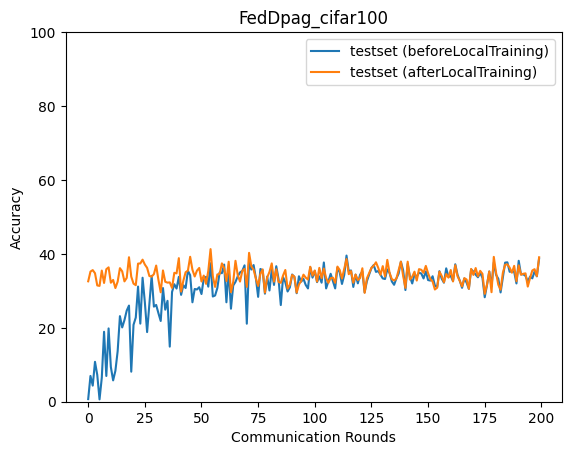 FedDpag_cifar100
100
80
60
40
20
0
Accuracy
testset (beforeLocalTraining)
testset (afterLocalTraining)
0 25 50 75 100 125 150 175 200
Communication Rounds